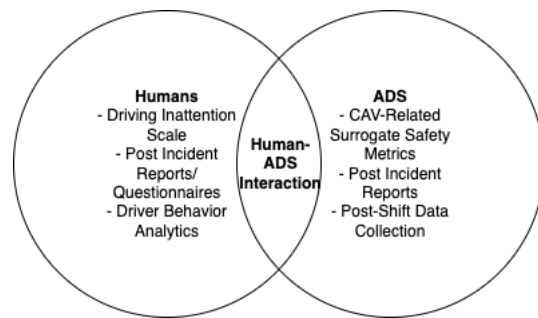 Humans
- Driving Inattention
Scale
- Post Incident
Reports/
Questionnaires
- Driver Behavior
Analytics
Human-
ADS
Interaction
ADS
- CAV-Related
Surrogate Safety
Metrics
- Post Incident
Reports
- Post-Shift Data
Collection